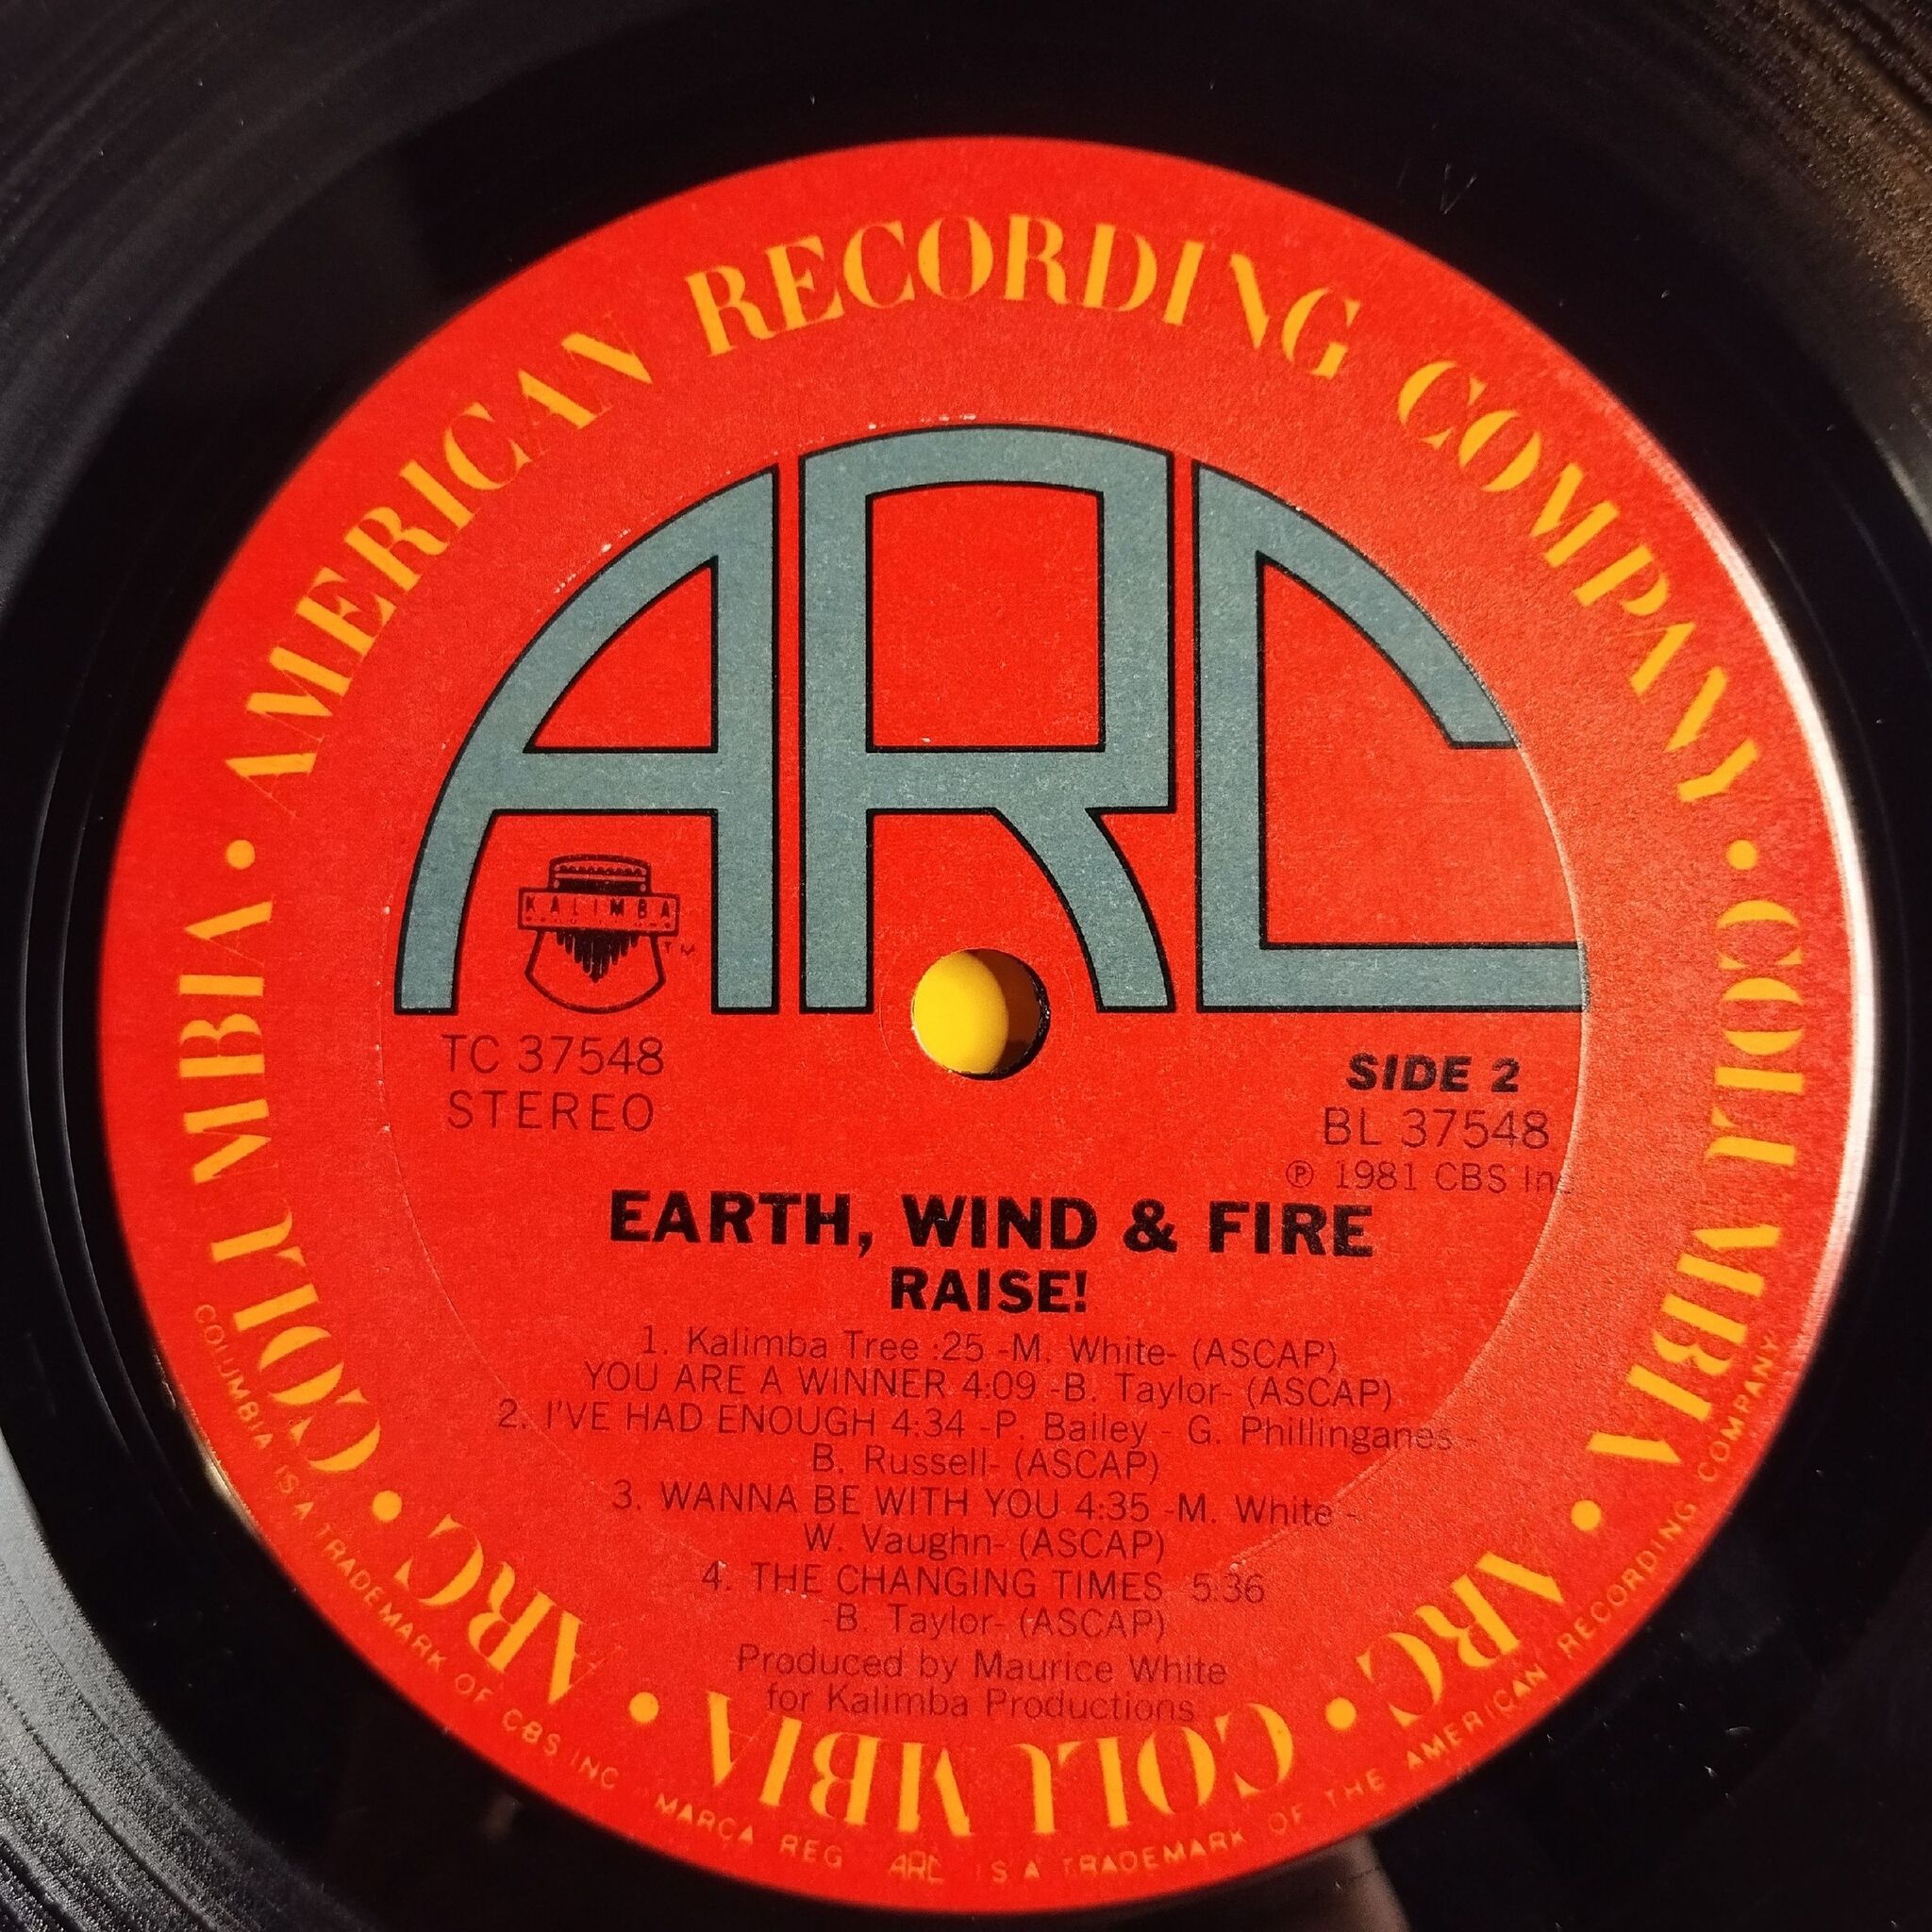 AMERICAN RECORDING COMPANY • COLUMBIA • ARC • COLUMBIA • ARC • COLUMBIA •
ARC
KALIMBA
TM
TC 37548
STEREO
SIDE 2
BL 37548
℗ 1981 CBS In
EARTH, WIND & FIRE
RAISE!
1. Kalimba Tree :25 -M. White- (ASCAP)
YOU ARE A WINNER 4:09 -B. Taylor- (ASCAP)
2. I'VE HAD ENOUGH 4:34 -P. Bailey - G. Phillinganes -
B. Russell- (ASCAP)
3. WANNA BE WITH YOU 4:35 -M. White -
W. Vaughn- (ASCAP)
4. THE CHANGING TIMES 5:36
-B. Taylor- (ASCAP)
Produced by Maurice White
for Kalimba Productions
COLUMBIA IS A TRADEMARK OF CBS INC MARCA REG ARC IS A TRADEMARK OF THE AMERICAN RECORDING COMPANY